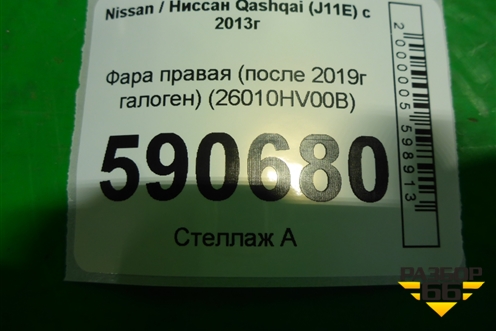 Nissan / Ниссан Qashqai (J11E) с
2013г
Фара правая (после 2019г
галоген) (26010HV00B)
590680
Стеллаж А
2000005598913
РАЗБОР
66